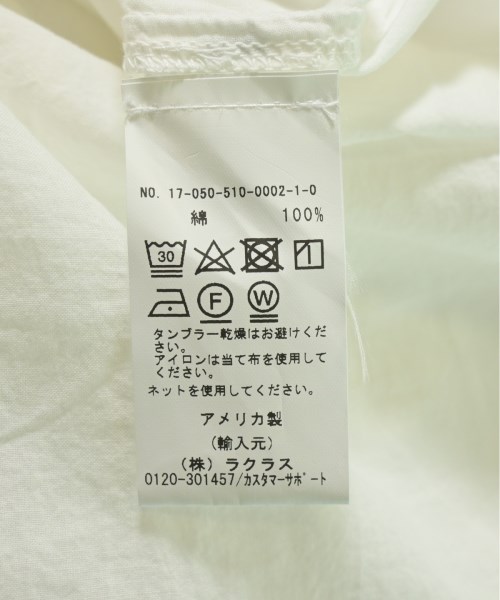 NO. 17-050-510-0002-1-0
綿 100%
30
F W
タンブラー乾燥はお避けくだ
さい。
アイロンは当て布を使用して
ください。
ネットを使用してください。
アメリカ製
(輸入元)
(株) ラクラス
0120-301457/カスタマーサポート